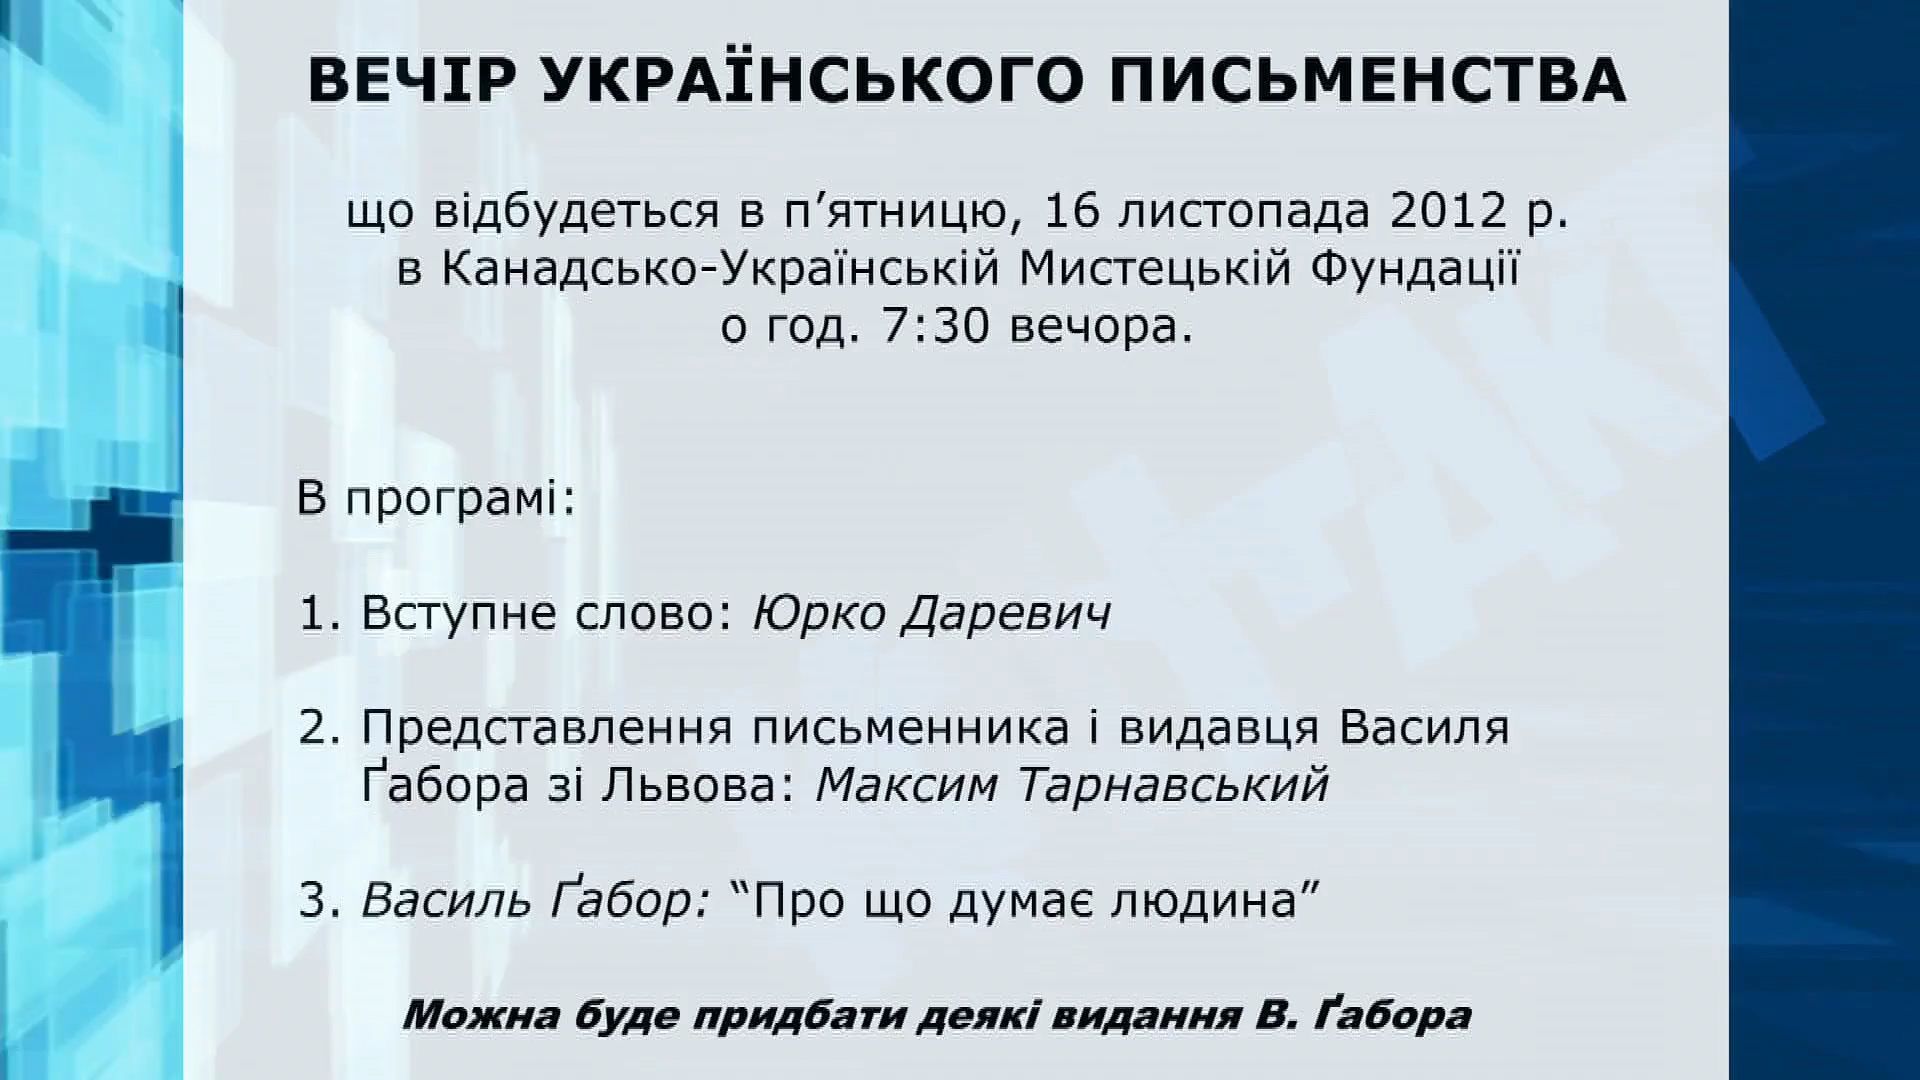 ВЕЧІР УКРАЇНСЬКОГО ПИСЬМЕНСТВА
що відбудеться в п’ятницю, 16 листопада 2012 р.
в Канадсько-Українській Мистецькій Фундації
о год. 7:30 вечора.
В програмі:
1. Вступне слово: Юрко Даревич
2. Представлення письменника і видавця Василя
Ґабора зі Львова: Максим Тарнавський
3. Василь Ґабор: “Про що думає людина”
Можна буде придбати деякі видання В. Ґабора